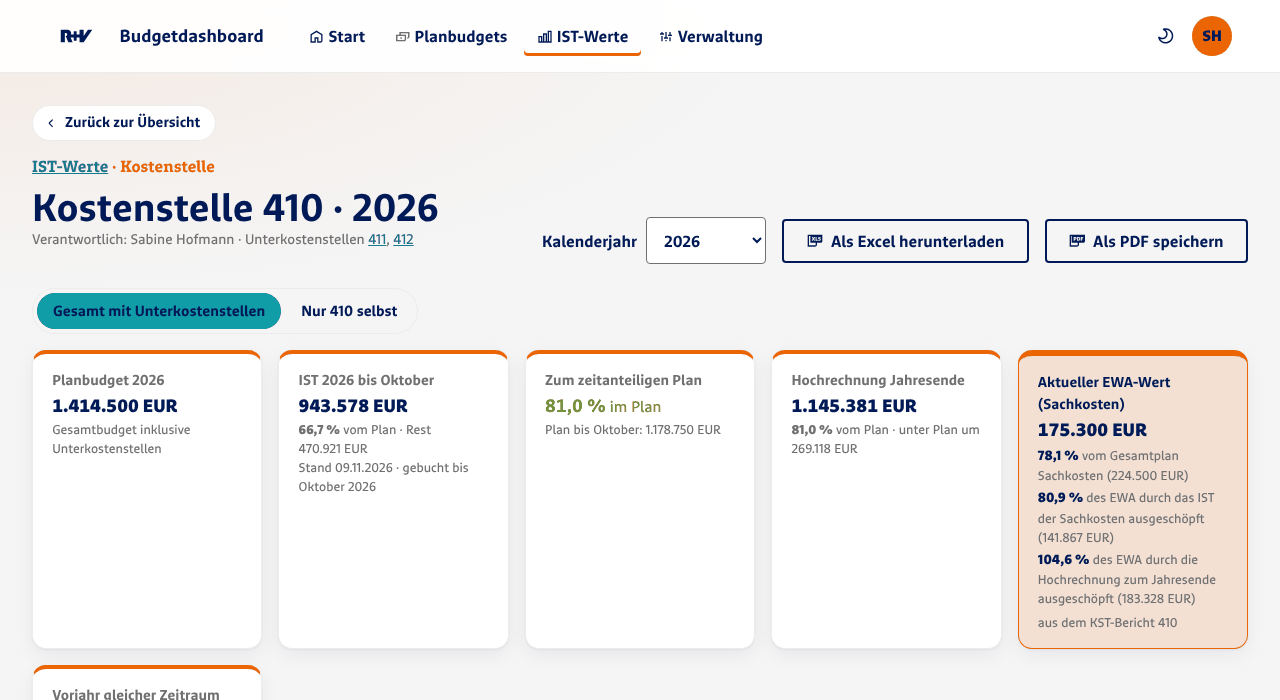 R+V Budgetdashboard Start Planbudgets IST-Werte Verwaltung SH
Zurück zur Übersicht
IST-Werte · Kostenstelle
Kostenstelle 410 · 2026
Verantwortlich: Sabine Hofmann · Unterkostenstellen 411, 412
Kalenderjahr 2026 Als Excel herunterladen Als PDF speichern
Gesamt mit Unterkostenstellen Nur 410 selbst
Planbudget 2026
1.414.500 EUR
Gesamtbudget inklusive
Unterkostenstellen
IST 2026 bis Oktober
943.578 EUR
66,7 % vom Plan · Rest
470.921 EUR
Stand 09.11.2026 · gebucht bis
Oktober 2026
Zum zeitanteiligen Plan
81,0 % im Plan
Plan bis Oktober: 1.178.750 EUR
Hochrechnung Jahresende
1.145.381 EUR
81,0 % vom Plan · unter Plan um
269.118 EUR
Aktueller EWA-Wert
(Sachkosten)
175.300 EUR
78,1 % vom Gesamtplan
Sachkosten (224.500 EUR)
80,9 % des EWA durch das IST
der Sachkosten ausgeschöpft
(141.867 EUR)
104,6 % des EWA durch die
Hochrechnung zum Jahresende
ausgeschöpft (183.328 EUR)
aus dem KST-Bericht 410
Vorjahr gleicher Zeitraum